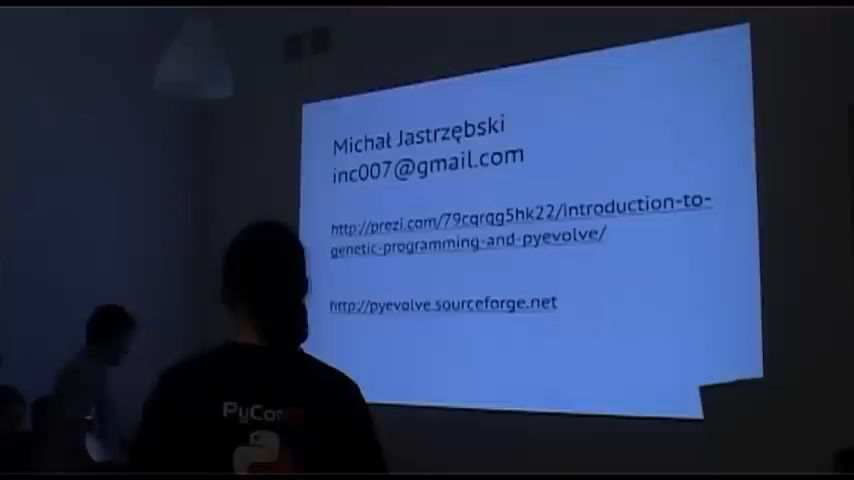 Michał Jastrzębski
inc007@gmail.com
http://prezi.com/79cqrqg5hk22/introduction-to-
genetic-programming-and-pyevolve/
http://pyevolve.sourceforge.net